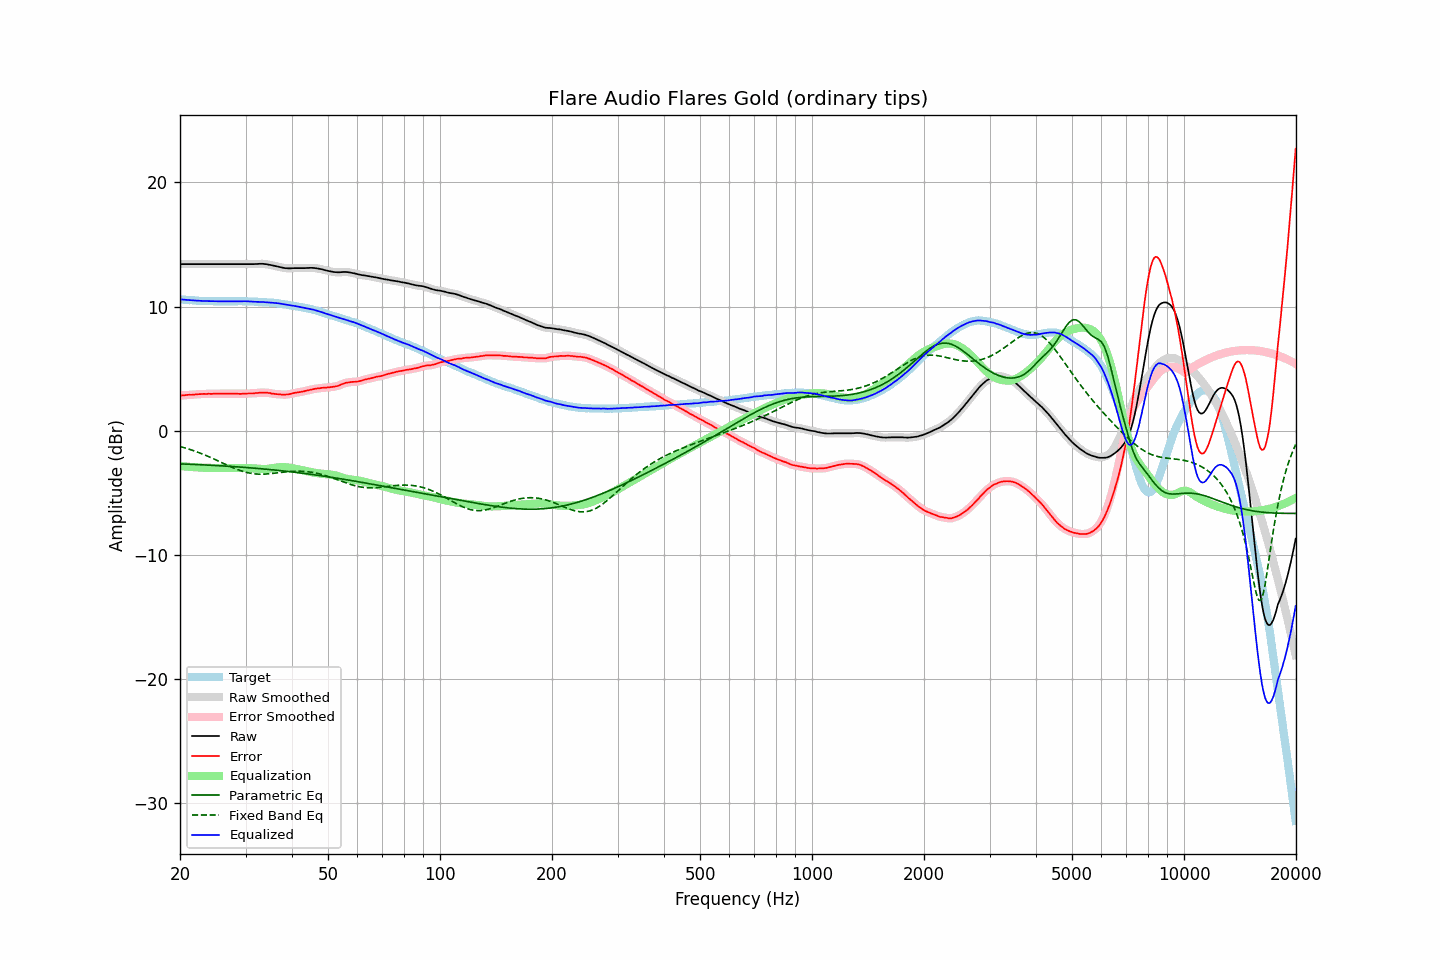 Flare Audio Flares Gold (ordinary tips)
Amplitude (dBr)
20
10
0
−10
−20
−30
Target
Raw Smoothed
Error Smoothed
Raw
Error
Equalization
Parametric Eq
Fixed Band Eq
Equalized
20 50 100 200 500 1000 2000 5000 10000 20000
Frequency (Hz)